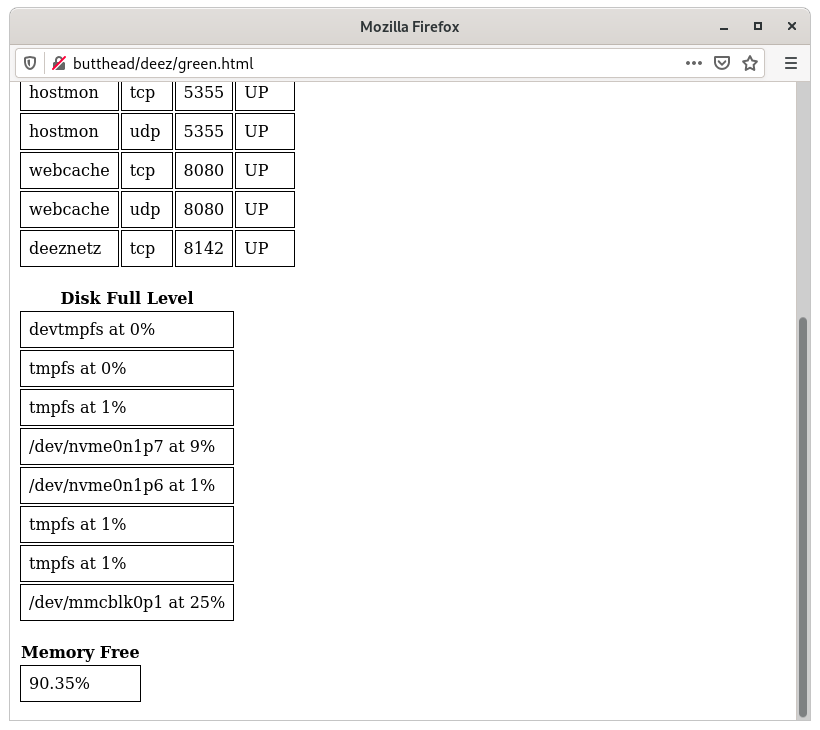 Mozilla Firefox
butthead/deez/green.html
hostmon tcp 5355 UP
hostmon udp 5355 UP
webcache tcp 8080 UP
webcache udp 8080 UP
deeznetz tcp 8142 UP
Disk Full Level
devtmpfs at 0%
tmpfs at 0%
tmpfs at 1%
/dev/nvme0n1p7 at 9%
/dev/nvme0n1p6 at 1%
tmpfs at 1%
tmpfs at 1%
/dev/mmcblk0p1 at 25%
Memory Free
90.35%